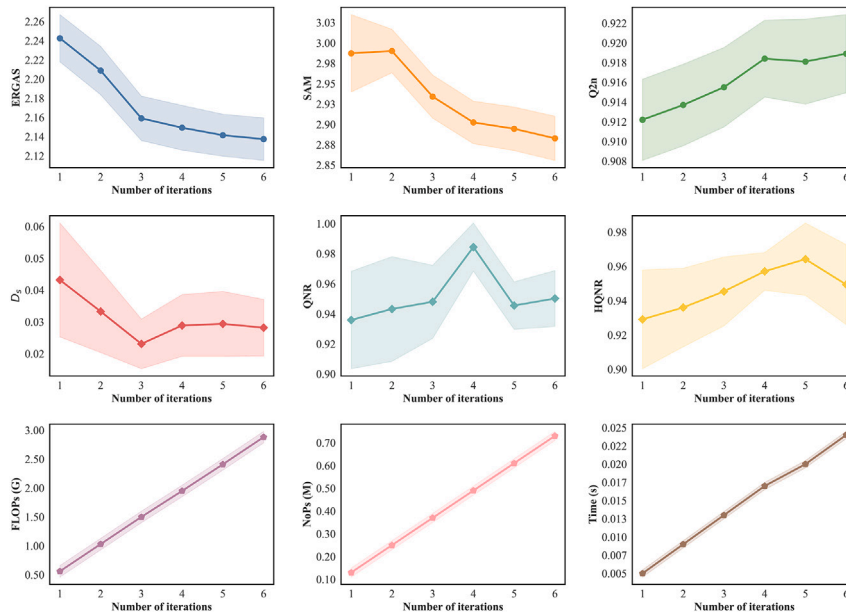 2.26
2.24
2.22
2.20
2.18
2.16
2.14
2.12
ERGAS
1 2 3 4 5 6
Number of iterations
3.03
3.00
2.98
2.95
2.93
2.90
2.88
2.85
SAM
1 2 3 4 5 6
Number of iterations
0.922
0.920
0.918
0.916
0.914
0.912
0.910
0.908
Q2n
1 2 3 4 5 6
Number of iterations
0.06
0.05
0.04
0.03
0.02
Ds
1 2 3 4 5 6
Number of iterations
1.00
0.98
0.96
0.94
0.92
0.90
QNR
1 2 3 4 5 6
Number of iterations
0.98
0.96
0.94
0.92
0.90
HQNR
1 2 3 4 5 6
Number of iterations
3.00
2.50
2.00
1.50
1.00
0.50
FLOPs (G)
1 2 3 4 5 6
Number of iterations
0.70
0.60
0.50
0.40
0.30
0.20
0.10
NoPs (M)
1 2 3 4 5 6
Number of iterations
0.025
0.022
0.020
0.018
0.015
0.013
0.010
0.007
0.005
Time (s)
1 2 3 4 5 6
Number of iterations